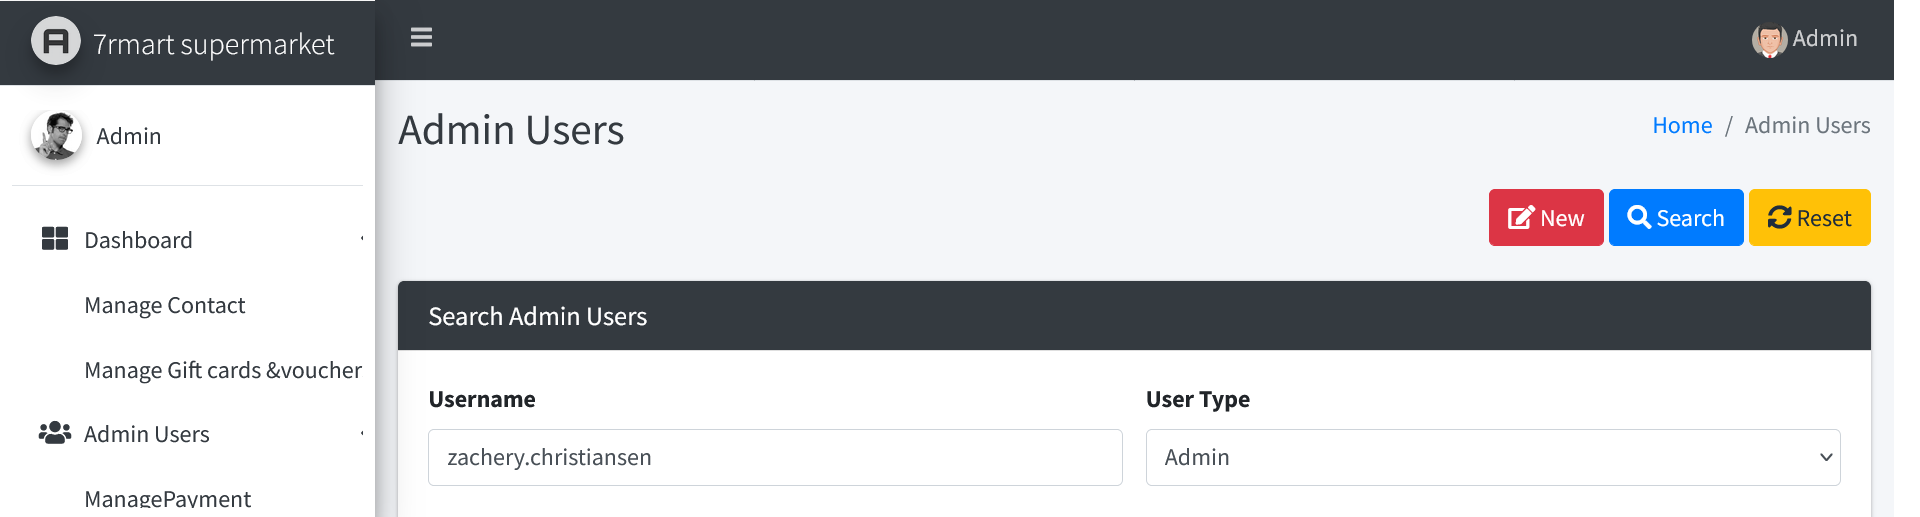 7rmart supermarket
Admin
Admin
Dashboard
Manage Contact
Manage Gift cards &voucher
Admin Users
ManagePayment
Admin Users
Home / Admin Users
New Search Reset
Search Admin Users
Username User Type
zachery.christiansen Admin